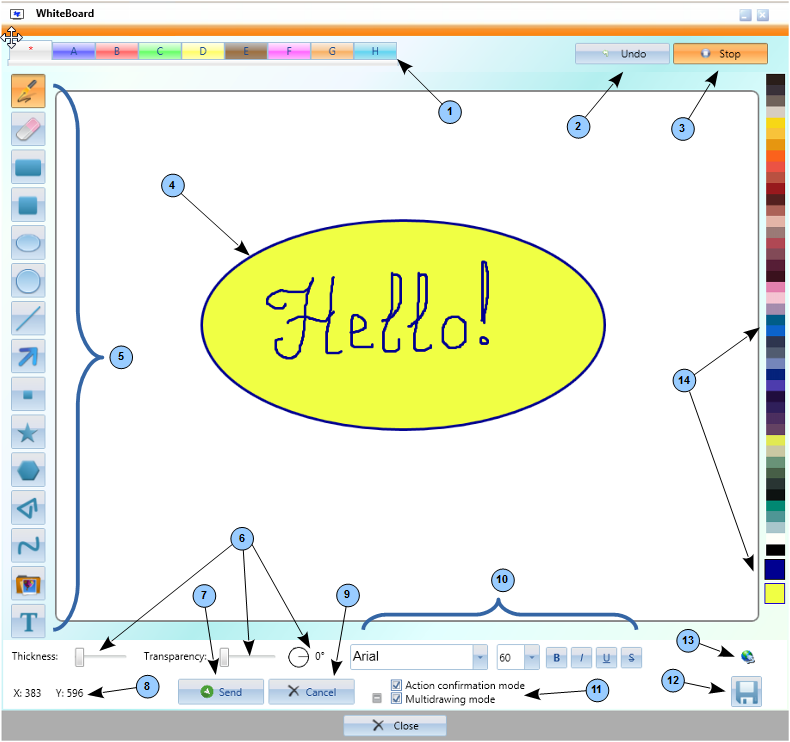 WhiteBoard
* A B C D E F G H
Undo Stop
1
2
3
4
Hello!
5
14
6
7
9
10
13
Thickness: Transparency: 0° Arial 60 B I U S
T
X: 383 Y: 596 8 Send Cancel
Action confirmation mode
Multidrawing mode
11
12
Close